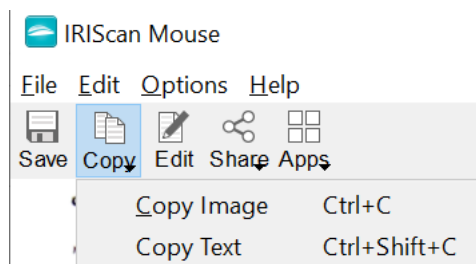 IRIScan Mouse
File Edit Options Help
Save Copy Edit Share Apps
Copy Image Ctrl+C
Copy Text Ctrl+Shift+C